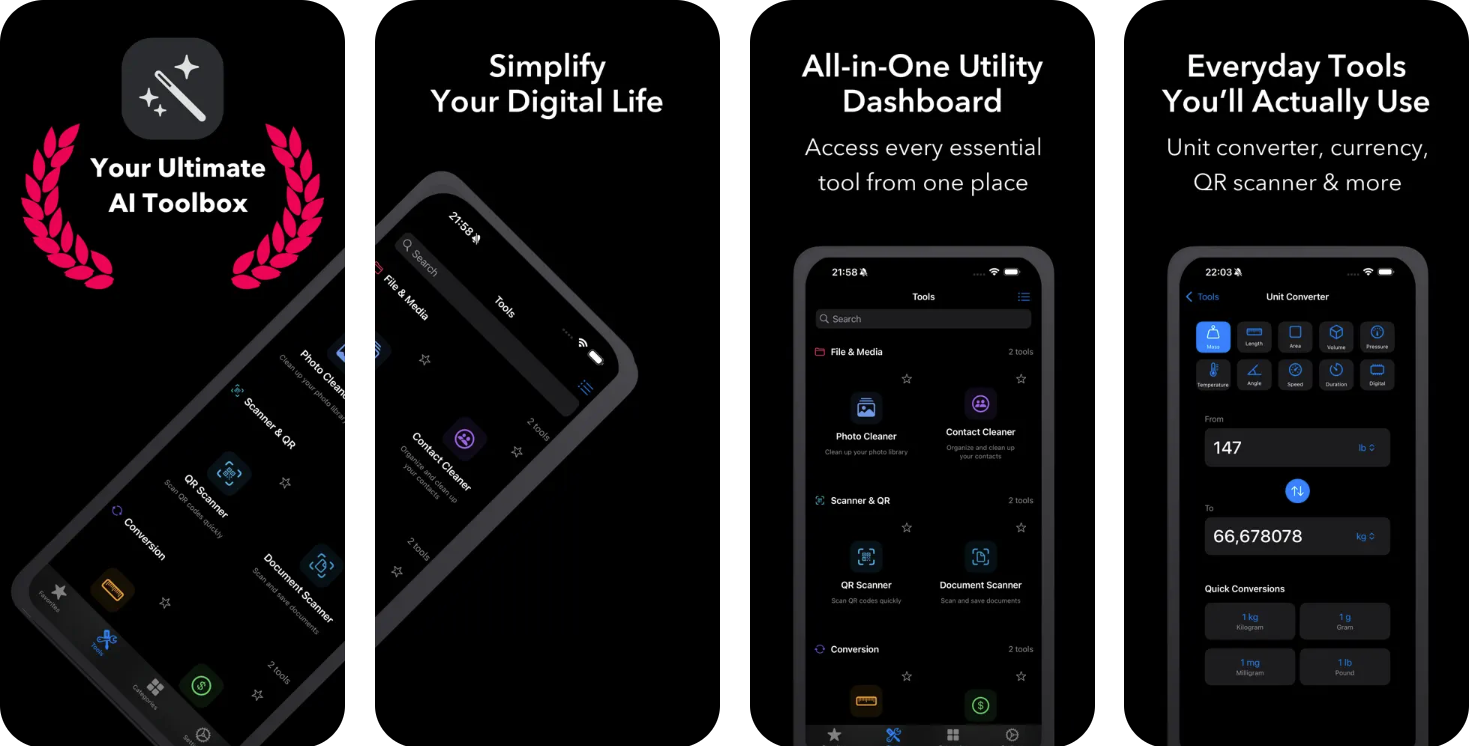 Your Ultimate
AI Toolbox
Photo Cleaner
Clean up your photo library
Scanner & QR
QR Scanner
Scan QR codes quickly
Document Scanner
Scan and save documents
Conversion
2 tools
Favorites
Tools
Categories
Simplify
Your Digital Life
21:58
Search
Tools
File & Media
2 tools
Contact Cleaner
Organize and clean up
your contacts
2 tools
All-in-One Utility
Dashboard
Access every essential
tool from one place
21:58
Tools
Search
File & Media
2 tools
Photo Cleaner
Clean up your photo library
Contact Cleaner
Organize and clean up
your contacts
Scanner & QR
2 tools
QR Scanner
Scan QR codes quickly
Document Scanner
Scan and save documents
Conversion
2 tools
Everyday Tools
You’ll Actually Use
Unit converter, currency,
QR scanner & more
22:03
Tools
Unit Converter
Mass
Length
Area
Volume
Pressure
Temperature
Angle
Speed
Duration
Digital
From
147
lb
To
66,678078
kg
Quick Conversions
1 kg
Kilogram
1 g
Gram
1 mg
Milligram
1 lb
Pound